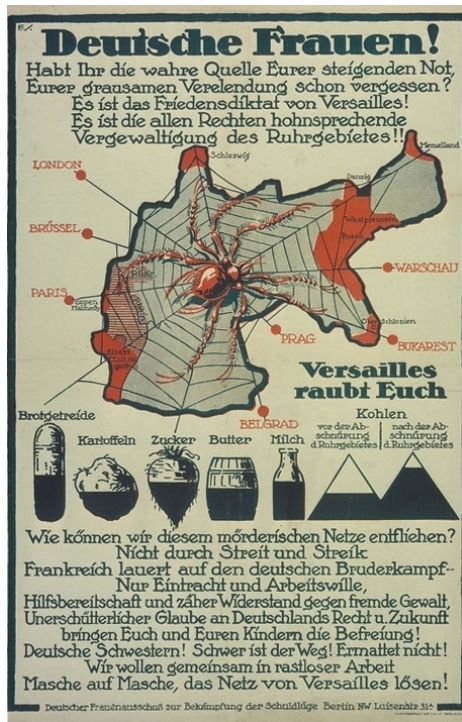 Deutsche Frauen!
Habt Ihr die wahre Quelle Eurer steigenden Not,
Eurer grausamen Verelendung schon vergessen?
Es ist das Friedensdiktat von Versailles!
Es ist die allen Rechten hohnsprechende
Vergewaltigung des Ruhrgebietes!!
Memelland
Schleswig
LONDON
Danzig
Westpreussen
BRÜSSEL
Posen
WARSCHAU
Ruhr
PARIS
Eupen
Malmedy
Ober Schlesien
PRAG
BUKAREST
Elsass
BELGRAD
Versailles
raubt Euch
Brotgetreide
Kartoffeln
Zucker
Butter
Milch
Kohlen
vor der Ab-
schnürung
d. Ruhrgebietes
nach der Ab-
schnürung
d. Ruhrgebietes
Wie können wir diesem mörderischen Netze entfliehen?
Nicht durch Streit und Streik
Frankreich lauert auf den deutschen Bruderkampf--
Nur Eintracht und Arbeitswille,
Hilfsbereitschaft und zäher Widerstand gegen fremde Gewalt,
Unerschütterlicher Glaube an Deutschlands Recht u. Zukunft
bringen Euch und Euren Kindern die Befreiung!
Deutsche Schwestern! Schwer ist der Weg! Ermattet nicht!
Wir wollen gemeinsam in rastloser Arbeit
Masche auf Masche, das Netz von Versailles lösen!
Deutscher Frauenausschuß zur Bekämpfung der Schuldlüge Berlin NW Luisenstr.